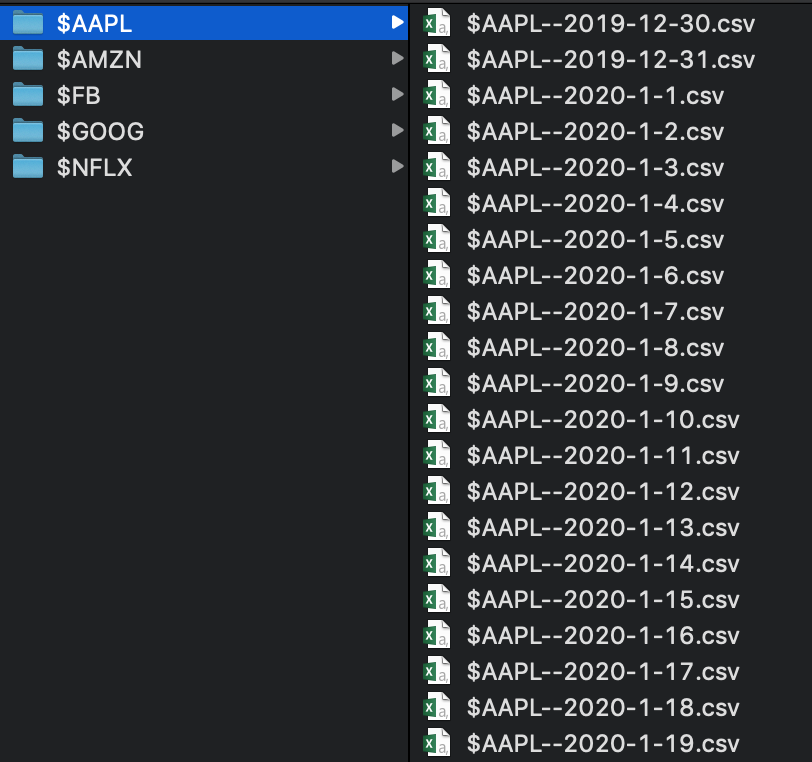 $AAPL
$AMZN
$FB
$GOOG
$NFLX
$AAPL--2019-12-30.csv
$AAPL--2019-12-31.csv
$AAPL--2020-1-1.csv
$AAPL--2020-1-2.csv
$AAPL--2020-1-3.csv
$AAPL--2020-1-4.csv
$AAPL--2020-1-5.csv
$AAPL--2020-1-6.csv
$AAPL--2020-1-7.csv
$AAPL--2020-1-8.csv
$AAPL--2020-1-9.csv
$AAPL--2020-1-10.csv
$AAPL--2020-1-11.csv
$AAPL--2020-1-12.csv
$AAPL--2020-1-13.csv
$AAPL--2020-1-14.csv
$AAPL--2020-1-15.csv
$AAPL--2020-1-16.csv
$AAPL--2020-1-17.csv
$AAPL--2020-1-18.csv
$AAPL--2020-1-19.csv